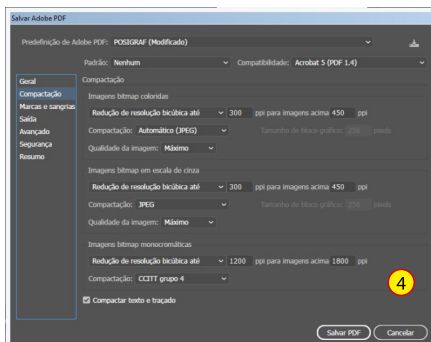 Salvar Adobe PDF
Predefinição de Adobe PDF: POSIGRAF (Modificado)
Padrão: Nenhum Compatibilidade: Acrobat 5 (PDF 1.4)
Geral
Compactação
Marcas e sangrias
Saída
Avançado
Segurança
Resumo
Compactação
Imagens bitmap coloridas
Redução de resolução bicúbica até 300 ppi para imagens acima 450 ppi
Compactação: Automático (JPEG) Tamanho do bloco gráfico: 256 pixels
Qualidade da imagem: Máximo
Imagens bitmap em escala de cinza
Redução de resolução bicúbica até 300 ppi para imagens acima 450 ppi
Compactação: JPEG Tamanho do bloco gráfico: 256 pixels
Qualidade da imagem: Máximo
Imagens bitmap monocromáticas
Redução de resolução bicúbica até 1200 ppi para imagens acima 1800 ppi
Compactação: CCITT grupo 4
4
Compactar texto e traçado
Salvar PDF Cancelar